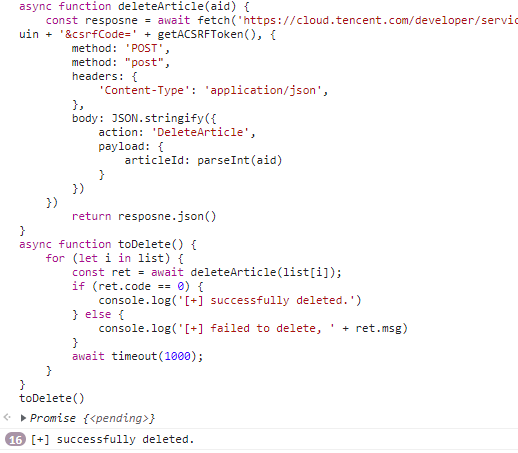 async function deleteArticle(aid) {
    const resposne = await fetch('https://cloud.tencent.com/developer/servic
uin + '&csrfCode=' + getACSRFToken(), {
        method: 'POST',
        method: "post",
        headers: {
            'Content-Type': 'application/json',
        },
        body: JSON.stringify({
            action: 'DeleteArticle',
            payload: {
                articleId: parseInt(aid)
            }
        })
    })
        return resposne.json()
}
async function toDelete() {
    for (let i in list) {
        const ret = await deleteArticle(list[i]);
        if (ret.code == 0) {
            console.log('[+] successfully deleted.')
        } else {
            console.log('[+] failed to delete, ' + ret.msg)
        }
        await timeout(1000);
    }
}
toDelete()
Promise {<pending>}
16 [+] successfully deleted.